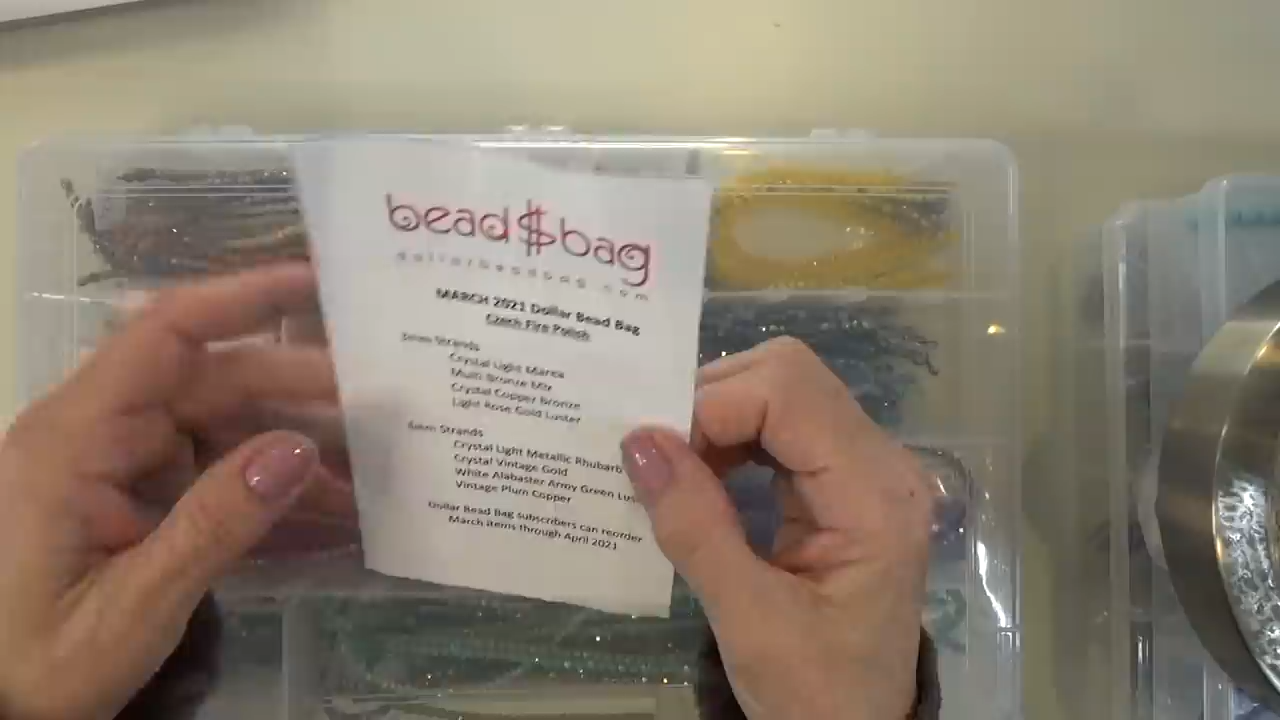 bead$bag
dollarbeadbag.com
MARCH 2021 Dollar Bead Bag
Czech Fire Polish
3mm Strands
Crystal Light Marea
Multi Bronze Mix
Crystal Copper Bronze
Light Rose Gold Luster
4mm Strands
Crystal Light Metallic Rhubarb
Crystal Vintage Gold
White Alabaster Army Green Lus
Vintage Plum Copper
Dollar Bead Bag subscribers can reorder
March items through April 2021